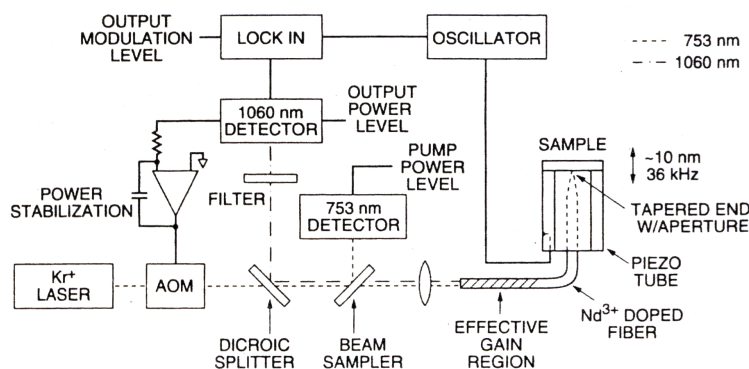 OUTPUT
MODULATION
LEVEL
LOCK IN
OSCILLATOR
753 nm
1060 nm
1060 nm
DETECTOR
OUTPUT
POWER
LEVEL
SAMPLE
~10 nm
36 kHz
PUMP
POWER
LEVEL
FILTER
753 nm
DETECTOR
POWER
STABILIZATION
TAPERED END
W/APERTURE
Kr+
LASER
AOM
PIEZO
TUBE
Nd3+ DOPED
FIBER
DICROIC
SPLITTER
BEAM
SAMPLER
EFFECTIVE
GAIN
REGION